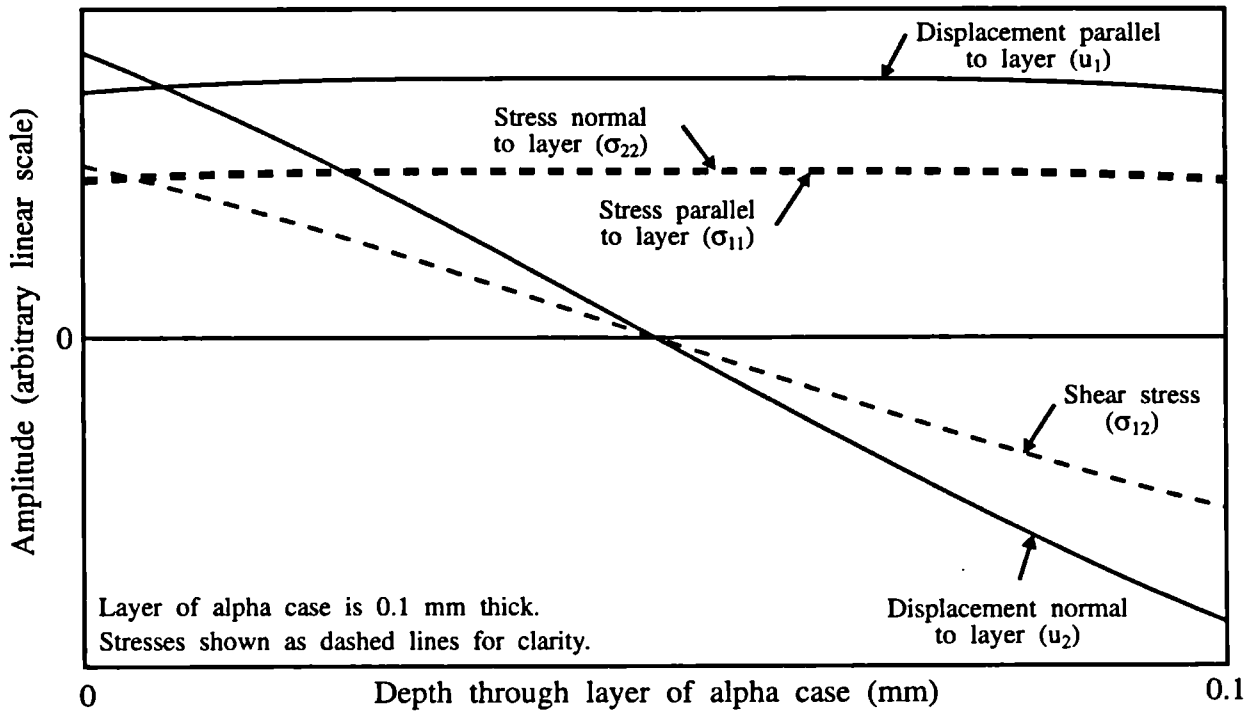 Displacement parallel
to layer (u₁)
Stress normal
to layer (σ₂₂)
Stress parallel
to layer (σ₁₁)
Amplitude (arbitrary linear scale)
0
Shear stress
(σ₁₂)
Displacement normal
to layer (u₂)
Layer of alpha case is 0.1 mm thick.
Stresses shown as dashed lines for clarity.
0
Depth through layer of alpha case (mm)
0.1